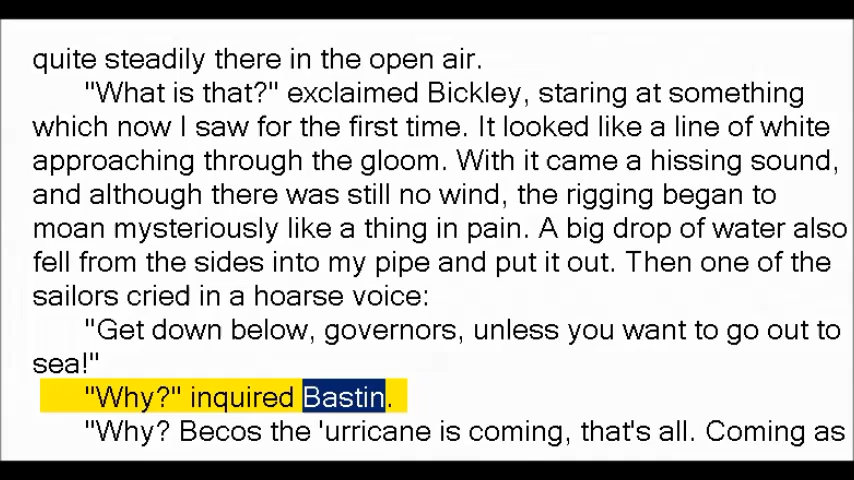 quite steadily there in the open air.
"What is that?" exclaimed Bickley, staring at something
which now I saw for the first time. It looked like a line of white
approaching through the gloom. With it came a hissing sound,
and although there was still no wind, the rigging began to
moan mysteriously like a thing in pain. A big drop of water also
fell from the sides into my pipe and put it out. Then one of the
sailors cried in a hoarse voice:
"Get down below, governors, unless you want to go out to
sea!"
"Why?" inquired Bastin.
"Why? Becos the 'urricane is coming, that's all. Coming as